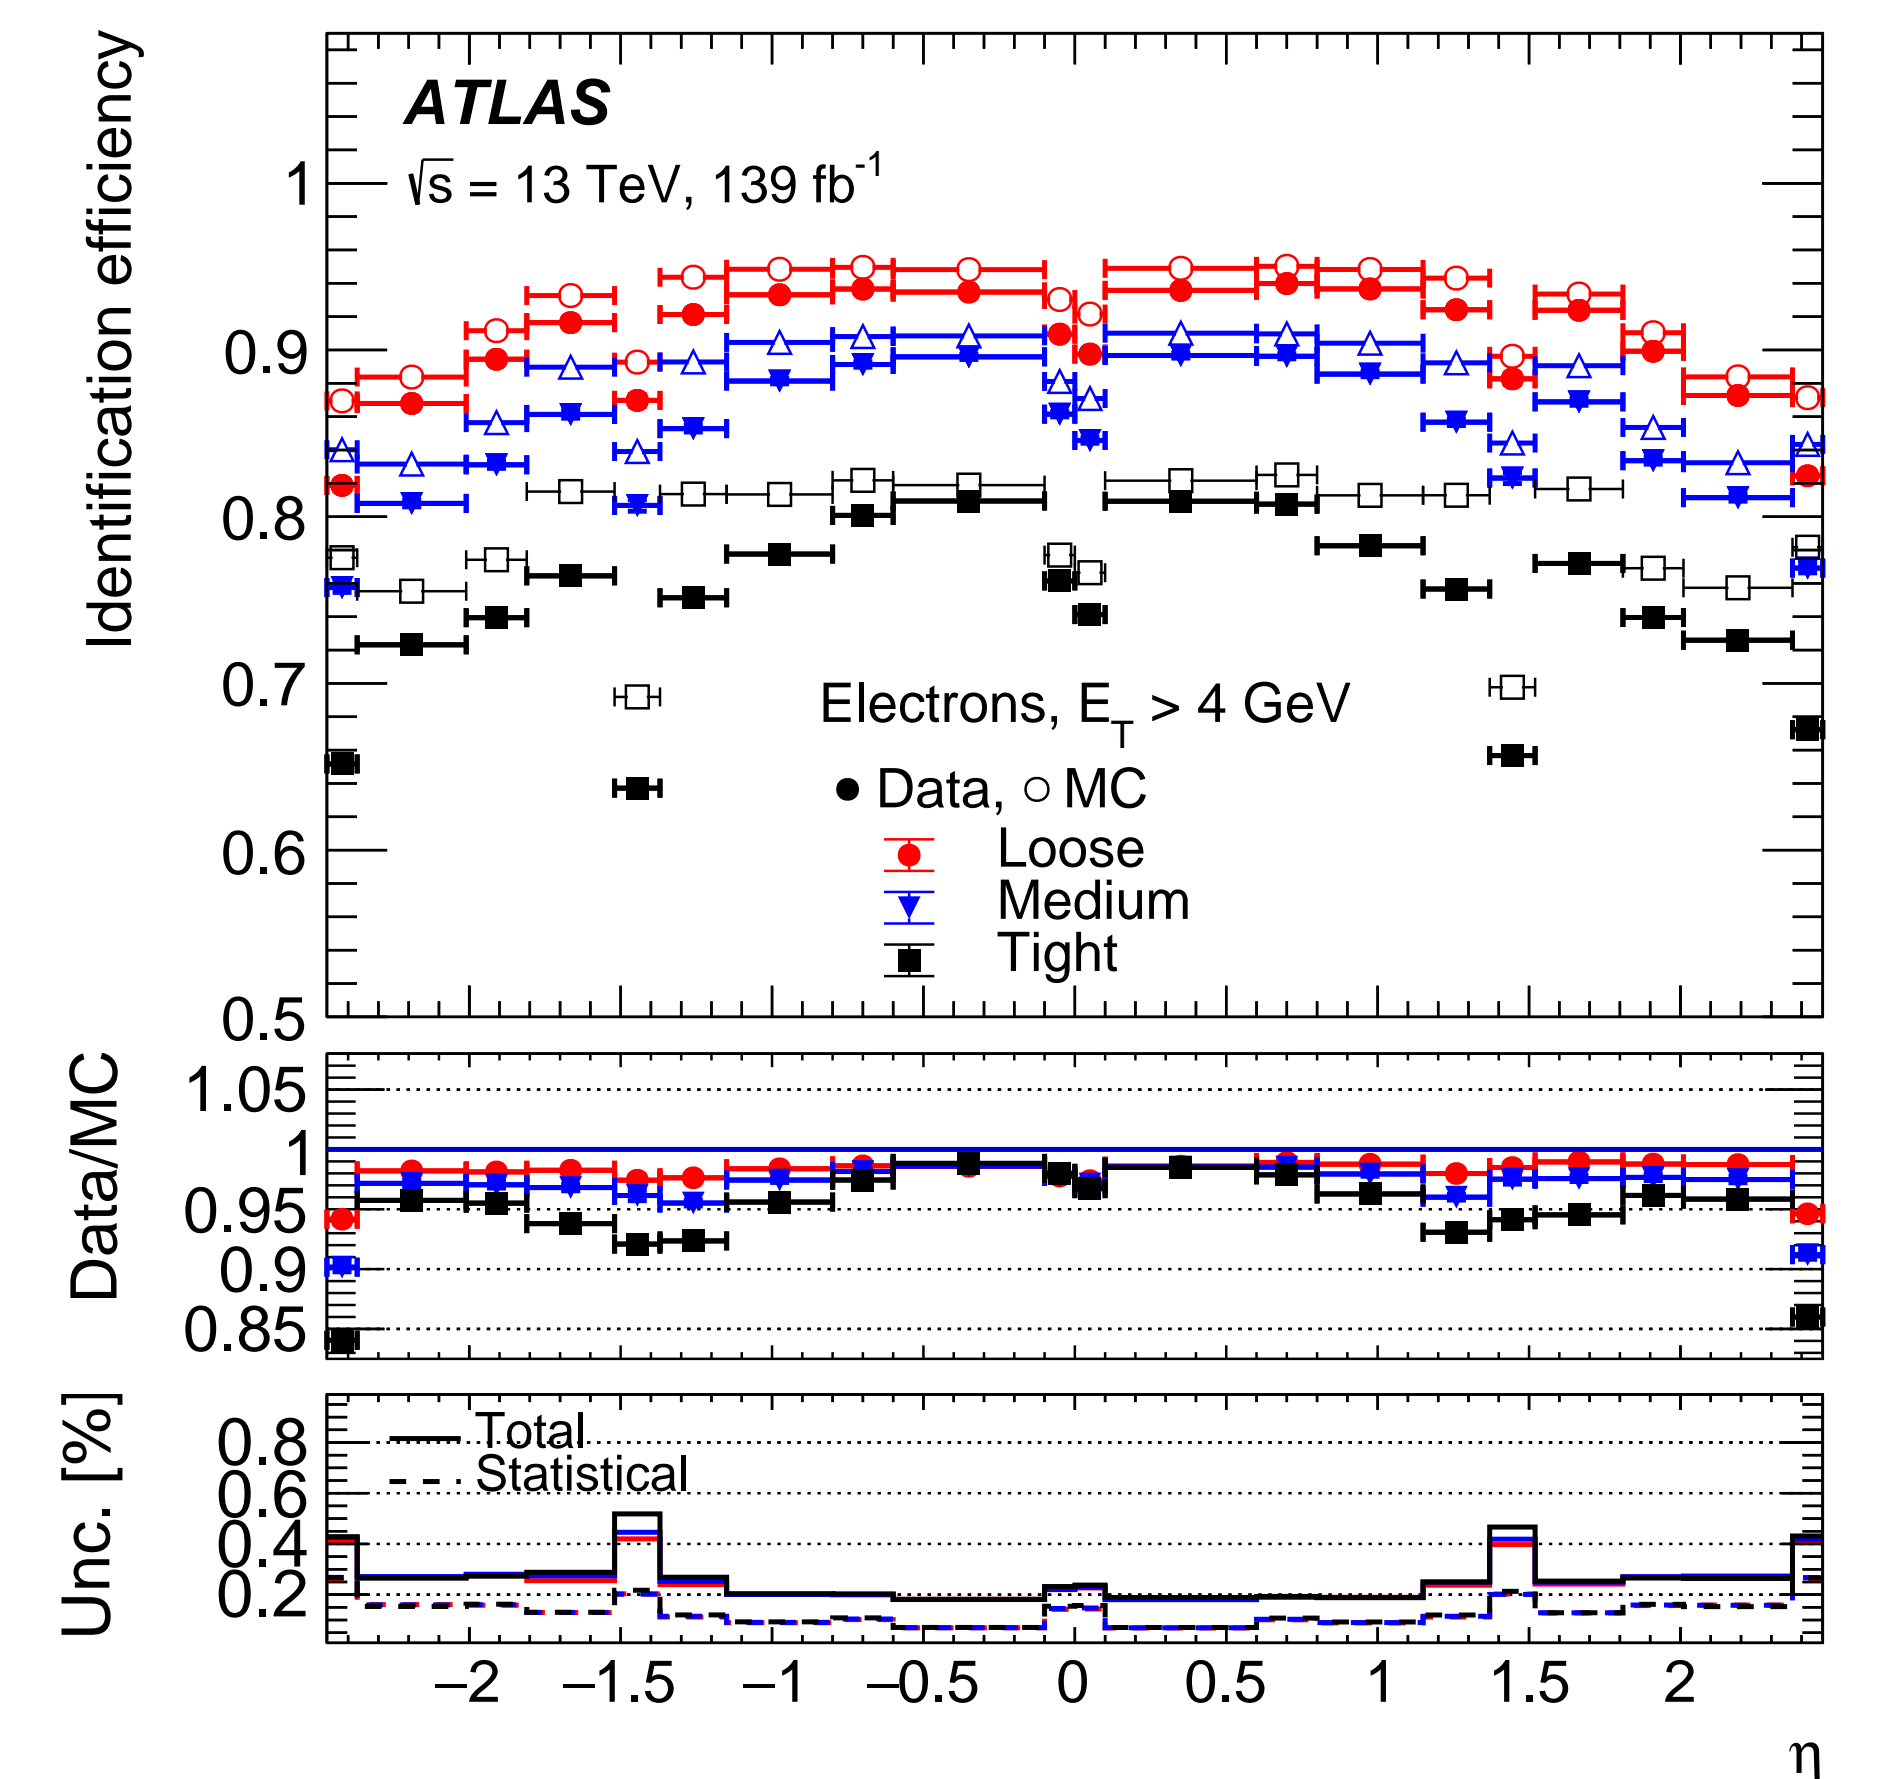 Identification efficiency
ATLAS
√s = 13 TeV, 139 fb⁻¹
1
0.9
0.8
0.7
0.6
0.5
Electrons, E_T > 4 GeV
Data, MC
Loose
Medium
Tight
Data/MC
1.05
1
0.95
0.9
0.85
Unc. [%]
0.8
0.6
0.4
0.2
Total
Statistical
−2 −1.5 −1 −0.5 0 0.5 1 1.5 2
η